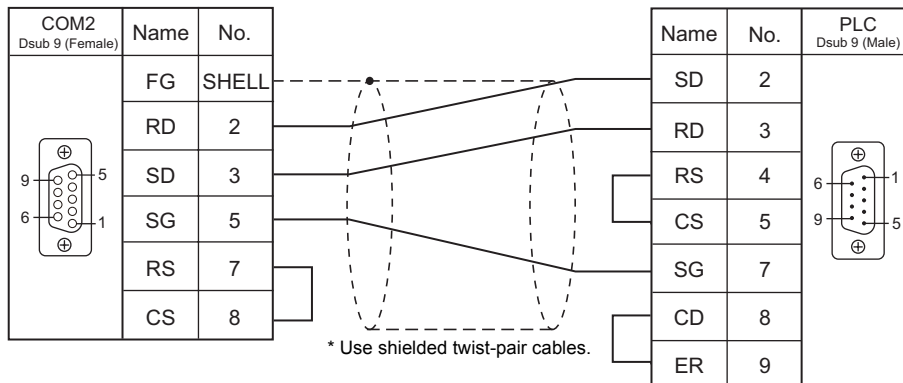 COM2
Dsub 9 (Female)
Name No.
FG SHELL
RD 2
SD 3
SG 5
RS 7
CS 8
9 5
6 1
* Use shielded twist-pair cables.
Name No.
PLC
Dsub 9 (Male)
SD 2
RD 3
RS 4
CS 5
SG 7
CD 8
ER 9
6 1
9 5